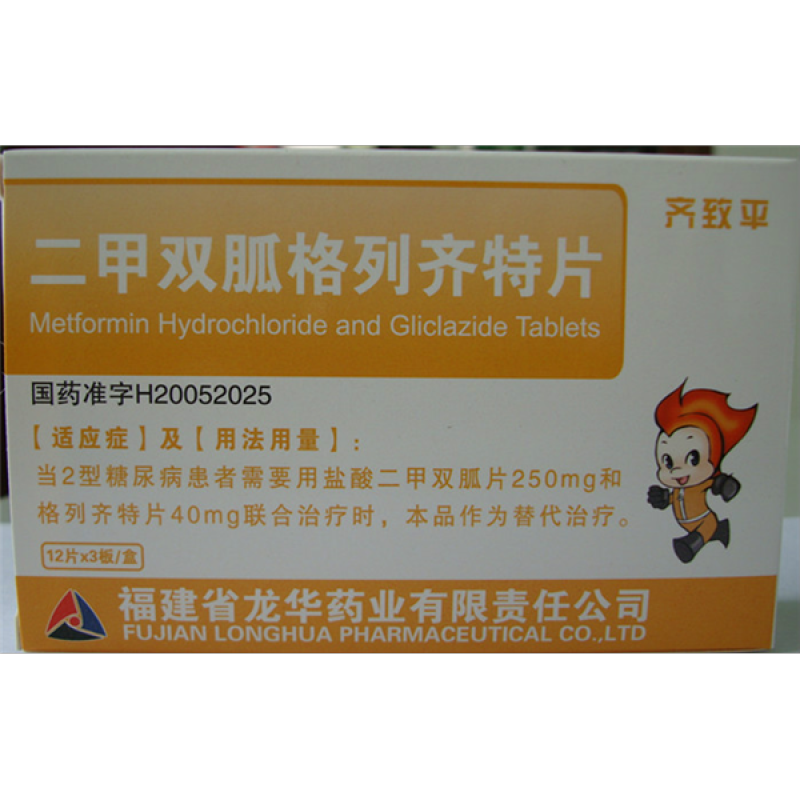 齐致平
二甲双胍格列齐特片
Metformin Hydrochloride and Gliclazide Tablets
国药准字H20052025
【适应症】及【用法用量】:
当2型糖尿病患者需要用盐酸二甲双胍片250mg和
格列齐特片40mg联合治疗时，本品作为替代治疗。
12片x3板/盒
福建省龙华药业有限责任公司
FUJIAN LONGHUA PHARMACEUTICAL CO.,LTD